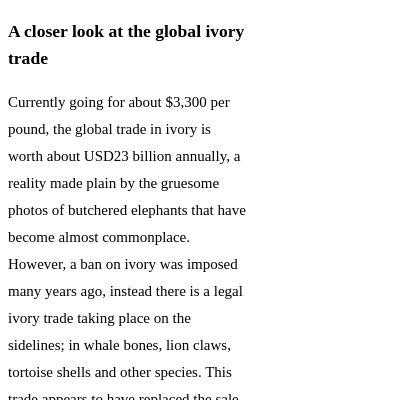 A closer look at the global ivory
trade
Currently going for about $3,300 per
pound, the global trade in ivory is
worth about USD23 billion annually, a
reality made plain by the gruesome
photos of butchered elephants that have
become almost commonplace.
However, a ban on ivory was imposed
many years ago, instead there is a legal
ivory trade taking place on the
sidelines; in whale bones, lion claws,
tortoise shells and other species. This
trade appears to have replaced the sale